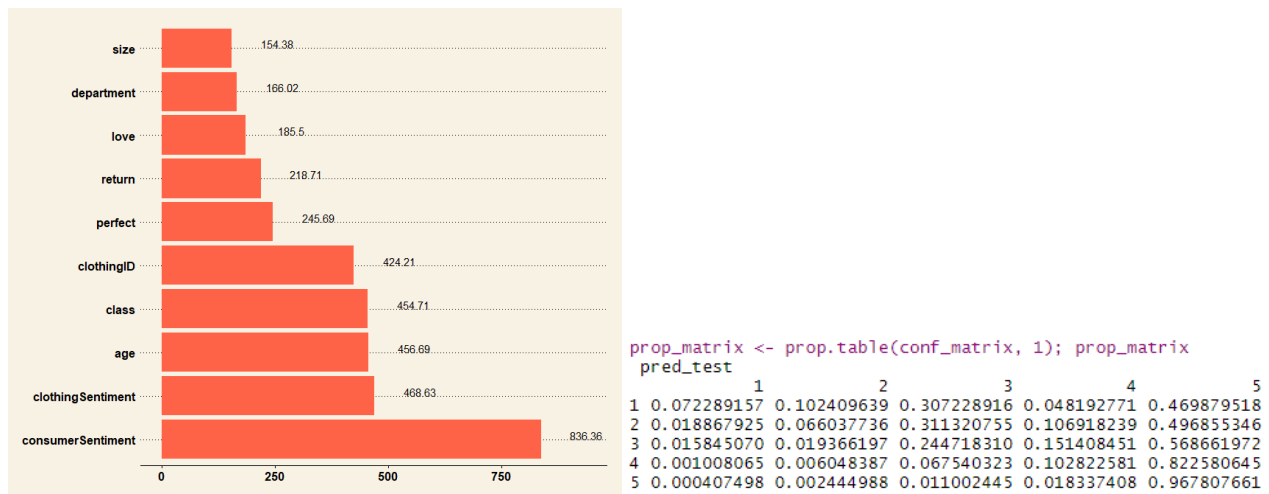 size 154.38
department 166.02
love 185.5
return 218.71
perfect 245.69
clothingID 424.21
class 454.71
age 456.69
clothingSentiment 468.63
consumerSentiment 836.36
0 250 500 750
prop_matrix <- prop.table(conf_matrix, 1); prop_matrix
pred_test
1 2 3 4 5
1 0.072289157 0.102409639 0.307228916 0.048192771 0.469879518
2 0.018867925 0.066037736 0.311320755 0.106918239 0.496855346
3 0.015845070 0.019366197 0.244718310 0.151408451 0.568661972
4 0.001008065 0.006048387 0.067540323 0.102822581 0.822580645
5 0.000407498 0.002444988 0.011002445 0.018337408 0.967807661